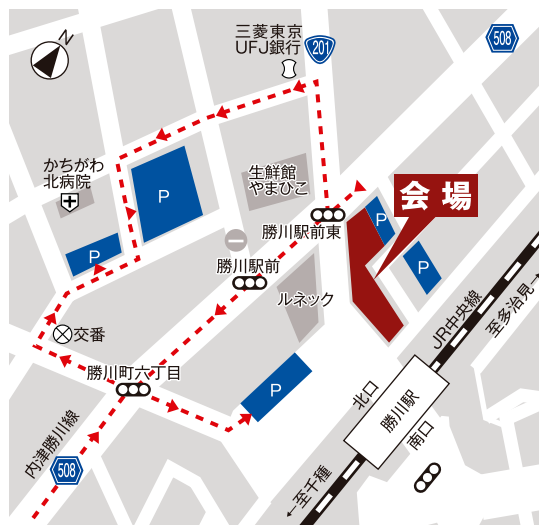 三菱東京
UFJ銀行
201
508
N
かちがわ
北病院
P
生鮮館
やまひこ
会場
P
勝川駅前東
P
P
勝川駅前
ルネック
JR中央線
至多治見→
交番
勝川町六丁目
P
北口
勝川駅
南口
内津勝川線
508
←至千種